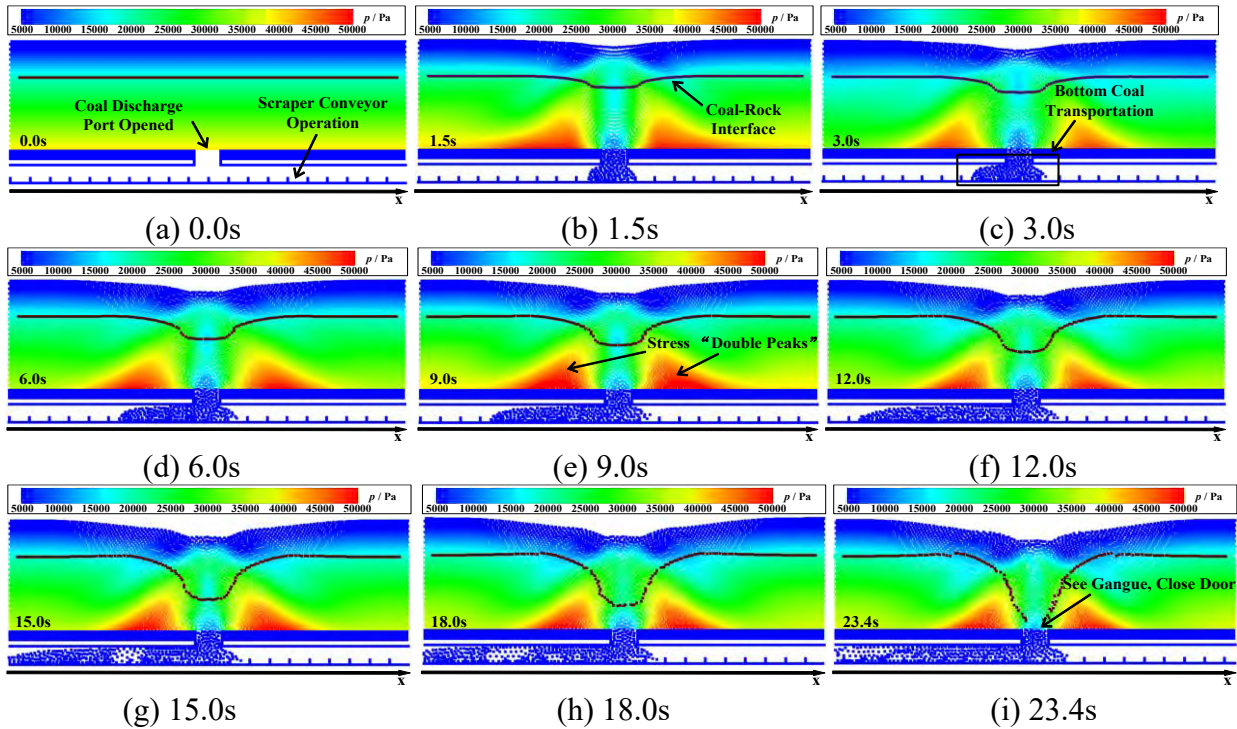 p / Pa
5000 10000 15000 20000 25000 30000 35000 40000 45000 50000
Coal Discharge
Port Opened
Scraper Conveyor
Operation
0.0s
x
(a) 0.0s
p / Pa
5000 10000 15000 20000 25000 30000 35000 40000 45000 50000
Coal-Rock
Interface
1.5s
x
(b) 1.5s
p / Pa
5000 10000 15000 20000 25000 30000 35000 40000 45000 50000
Bottom Coal
Transportation
3.0s
x
(c) 3.0s
p / Pa
5000 10000 15000 20000 25000 30000 35000 40000 45000 50000
6.0s
x
(d) 6.0s
p / Pa
5000 10000 15000 20000 25000 30000 35000 40000 45000 50000
Stress “Double Peaks”
9.0s
x
(e) 9.0s
p / Pa
5000 10000 15000 20000 25000 30000 35000 40000 45000 50000
12.0s
x
(f) 12.0s
p / Pa
5000 10000 15000 20000 25000 30000 35000 40000 45000 50000
15.0s
x
(g) 15.0s
p / Pa
5000 10000 15000 20000 25000 30000 35000 40000 45000 50000
18.0s
x
(h) 18.0s
p / Pa
5000 10000 15000 20000 25000 30000 35000 40000 45000 50000
See Gangue, Close Door
23.4s
x
(i) 23.4s